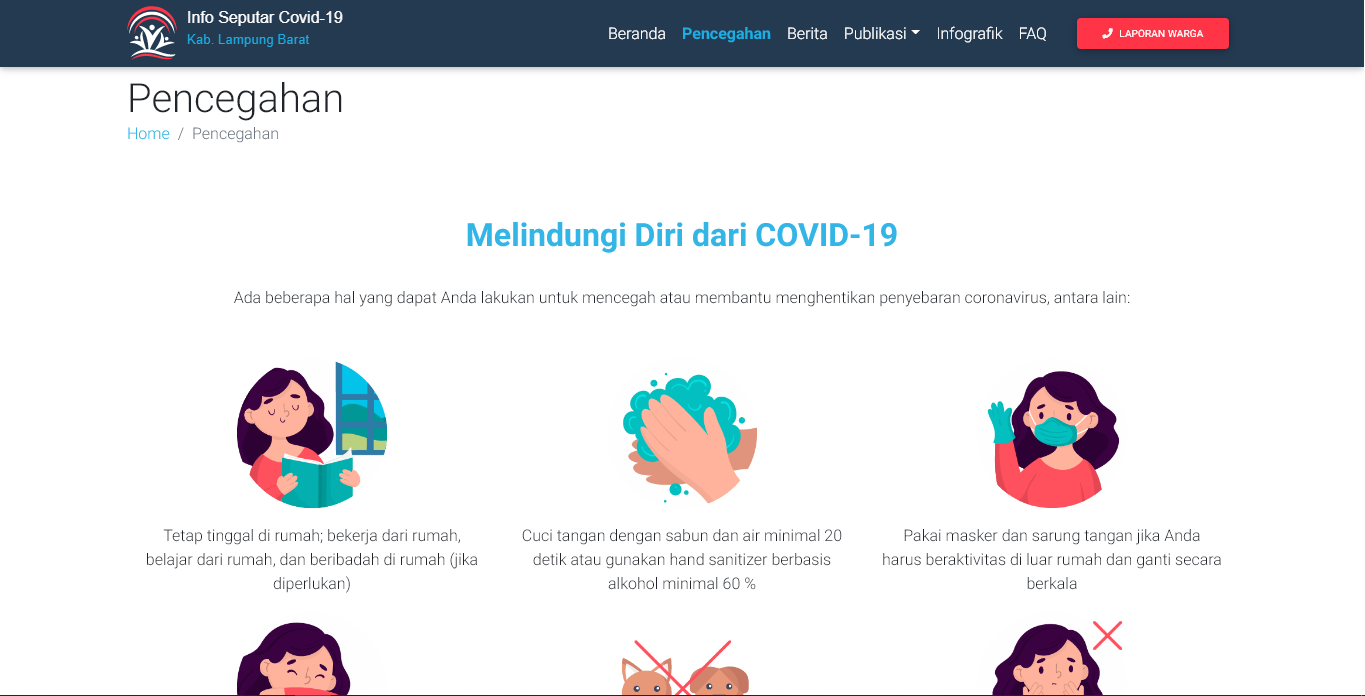 Info Seputar Covid-19
Kab. Lampung Barat
Beranda Pencegahan Berita Publikasi Infografik FAQ LAPORAN WARGA
Pencegahan
Home / Pencegahan
Melindungi Diri dari COVID-19
Ada beberapa hal yang dapat Anda lakukan untuk mencegah atau membantu menghentikan penyebaran coronavirus, antara lain:
Tetap tinggal di rumah; bekerja dari rumah,
belajar dari rumah, dan beribadah di rumah (jika
diperlukan)
Cuci tangan dengan sabun dan air minimal 20
detik atau gunakan hand sanitizer berbasis
alkohol minimal 60 %
Pakai masker dan sarung tangan jika Anda
harus beraktivitas di luar rumah dan ganti secara
berkala